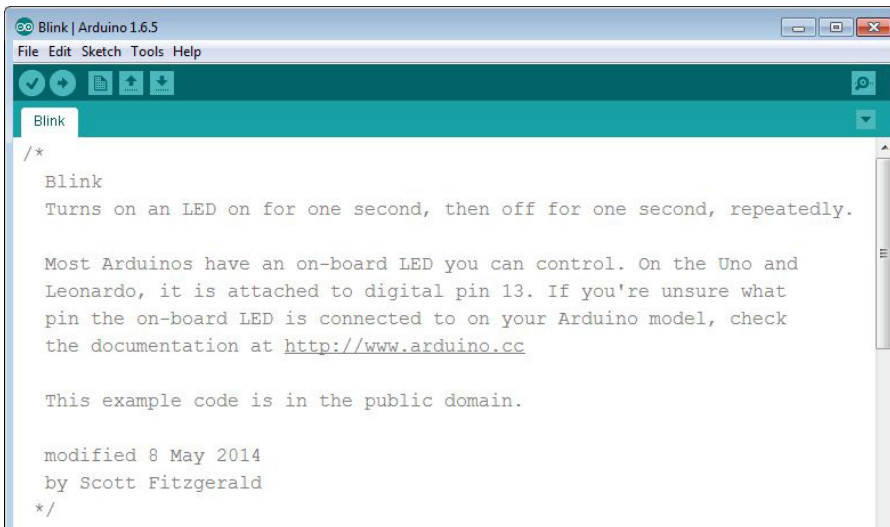 Blink | Arduino 1.6.5
File Edit Sketch Tools Help
Blink
/*
Blink
Turns on an LED on for one second, then off for one second, repeatedly.
Most Arduinos have an on-board LED you can control. On the Uno and
Leonardo, it is attached to digital pin 13. If you're unsure what
pin the on-board LED is connected to on your Arduino model, check
the documentation at http://www.arduino.cc
This example code is in the public domain.
modified 8 May 2014
by Scott Fitzgerald
*/